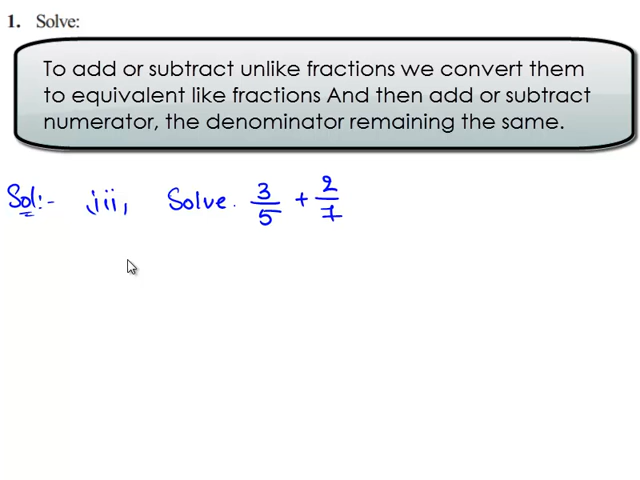 1. Solve:
To add or subtract unlike fractions we convert them
to equivalent like fractions And then add or subtract
numerator, the denominator remaining the same.
Sol:- iii, Solve. 3/5 + 2/7